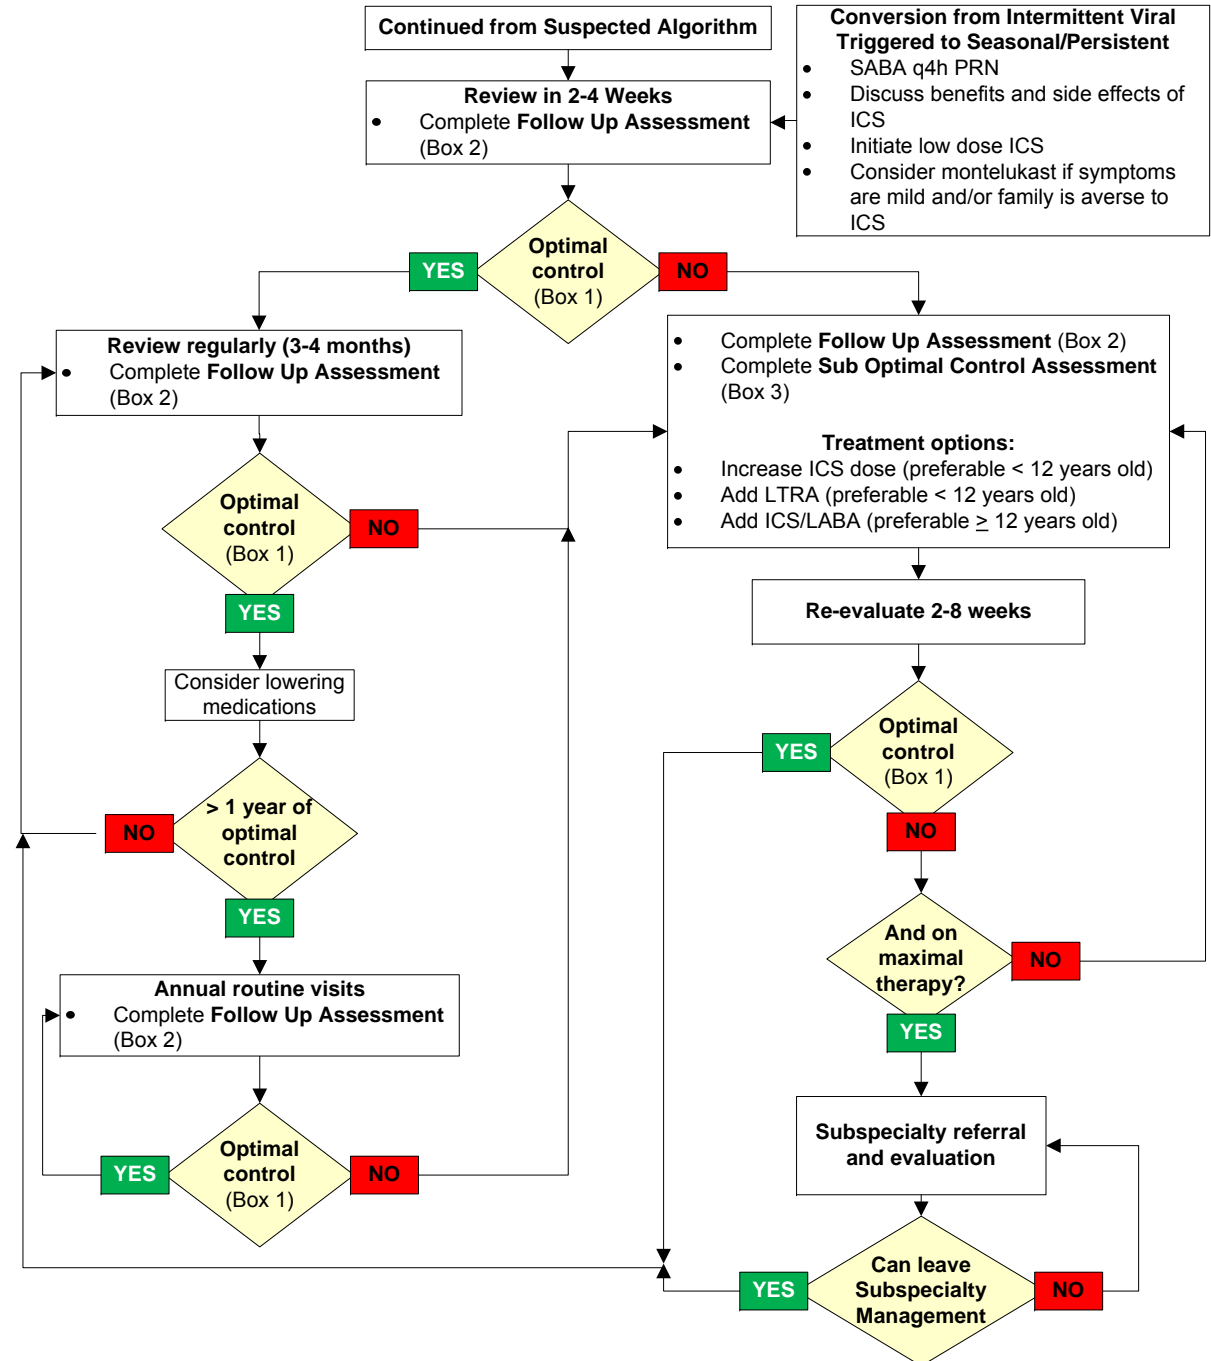 Continued from Suspected Algorithm
Conversion from Intermittent Viral
Triggered to Seasonal/Persistent
• SABA q4h PRN
• Discuss benefits and side effects of
ICS
• Initiate low dose ICS
• Consider montelukast if symptoms
are mild and/or family is averse to
ICS
Review in 2-4 Weeks
• Complete Follow Up Assessment
(Box 2)
Optimal
control
(Box 1)
YES
NO
Review regularly (3-4 months)
• Complete Follow Up Assessment
(Box 2)
• Complete Follow Up Assessment (Box 2)
• Complete Sub Optimal Control Assessment
(Box 3)
Treatment options:
• Increase ICS dose (preferable < 12 years old)
• Add LTRA (preferable < 12 years old)
• Add ICS/LABA (preferable ≥ 12 years old)
Optimal
control
(Box 1)
NO
YES
Consider lowering
medications
> 1 year of
optimal
control
NO
YES
Annual routine visits
• Complete Follow Up Assessment
(Box 2)
Optimal
control
(Box 1)
YES
NO
Re-evaluate 2-8 weeks
Optimal
control
(Box 1)
YES
NO
And on
maximal
therapy?
NO
YES
Subspecialty referral
and evaluation
Can leave
Subspecialty
Management
YES
NO